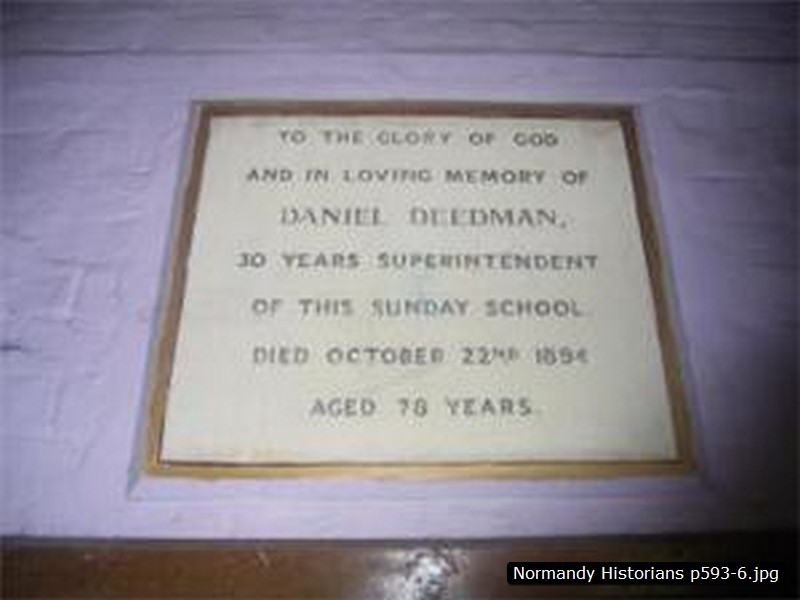 TO THE GLORY OF GOD
AND IN LOVING MEMORY OF
DANIEL DEEDMAN,
30 YEARS SUPERINTENDENT
OF THIS SUNDAY SCHOOL.
DIED OCTOBER 22ND 1894
AGED 78 YEARS.
Normandy Historians p593-6.jpg